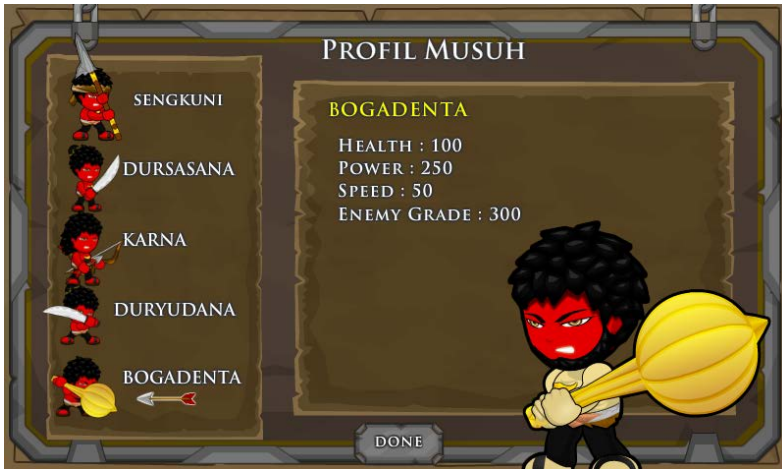 PROFIL MUSUH
SENGKUNI
DURSASANA
KARNA
DURYUDANA
BOGADENTA
BOGADENTA
HEALTH : 100
POWER : 250
SPEED : 50
ENEMY GRADE : 300
DONE